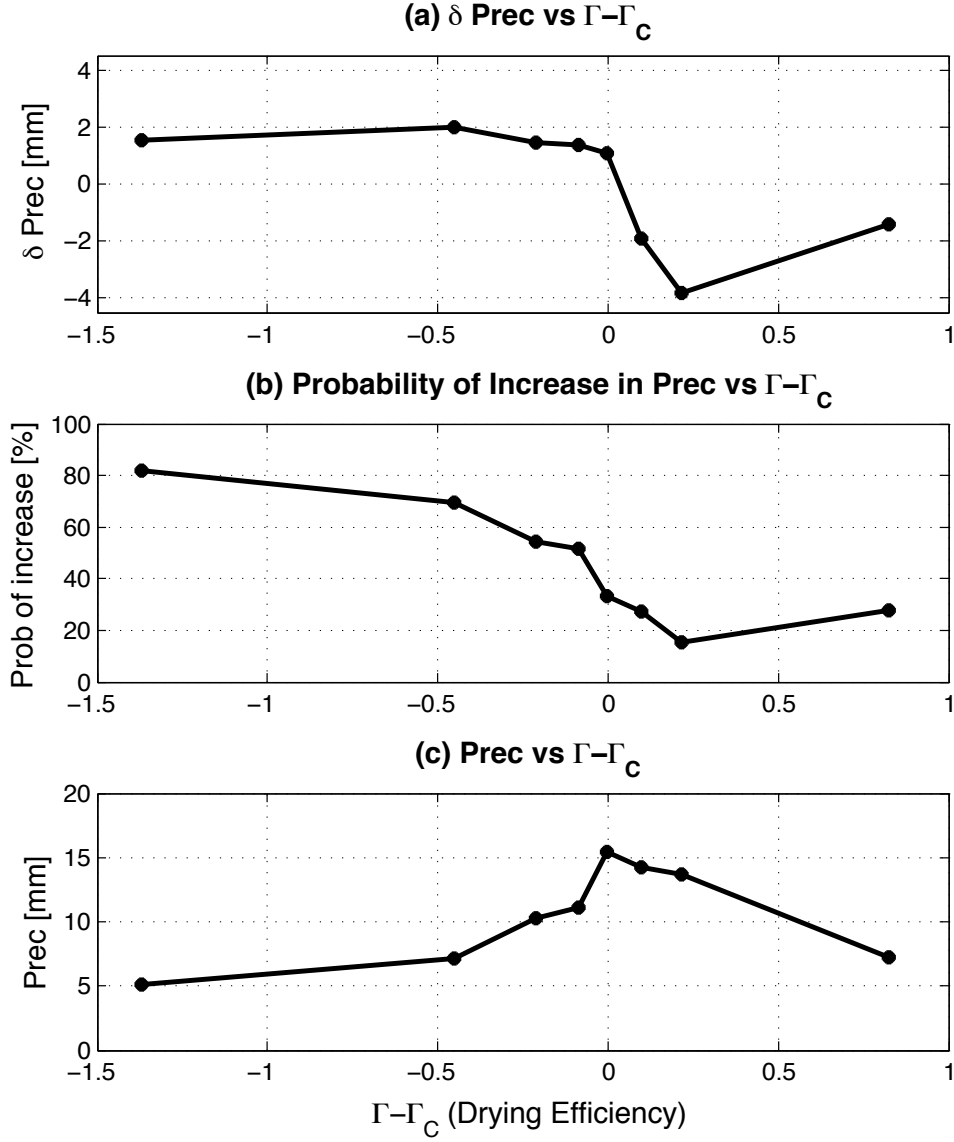 (a) δ Prec vs Γ−Γ_C
δ Prec [mm]
4
2
0
−2
−4
−1.5 −1 −0.5 0 0.5 1
(b) Probability of Increase in Prec vs Γ−Γ_C
Prob of increase [%]
100
80
60
40
20
0
−1.5 −1 −0.5 0 0.5 1
(c) Prec vs Γ−Γ_C
Prec [mm]
20
15
10
5
0
−1.5 −1 −0.5 0 0.5 1
Γ−Γ_C (Drying Efficiency)